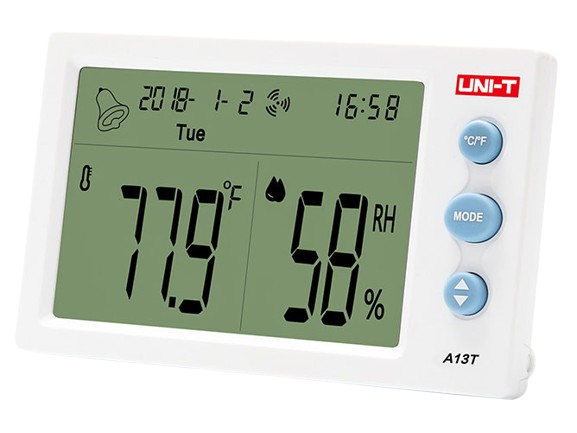 UNI-T
2018- 1- 2 16:58
Tue
°C/°F
77.9 °F
58 RH %
MODE
A13T